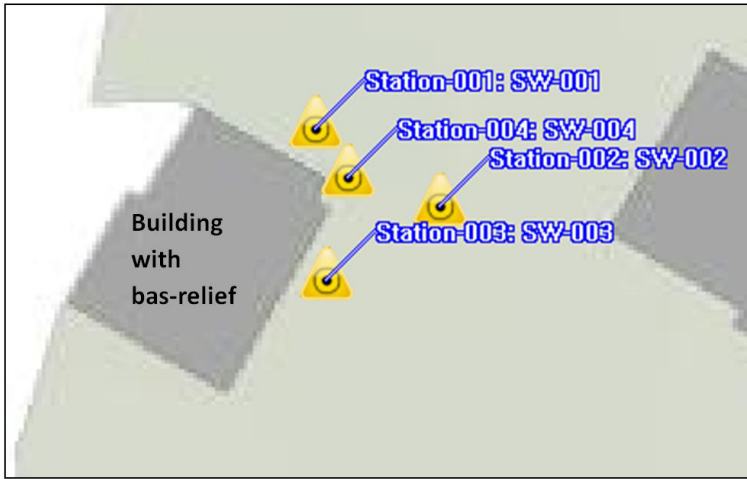 Station-001: SW-001
Station-004: SW-004
Station-002: SW-002
Station-003: SW-003
Building
with
bas-relief